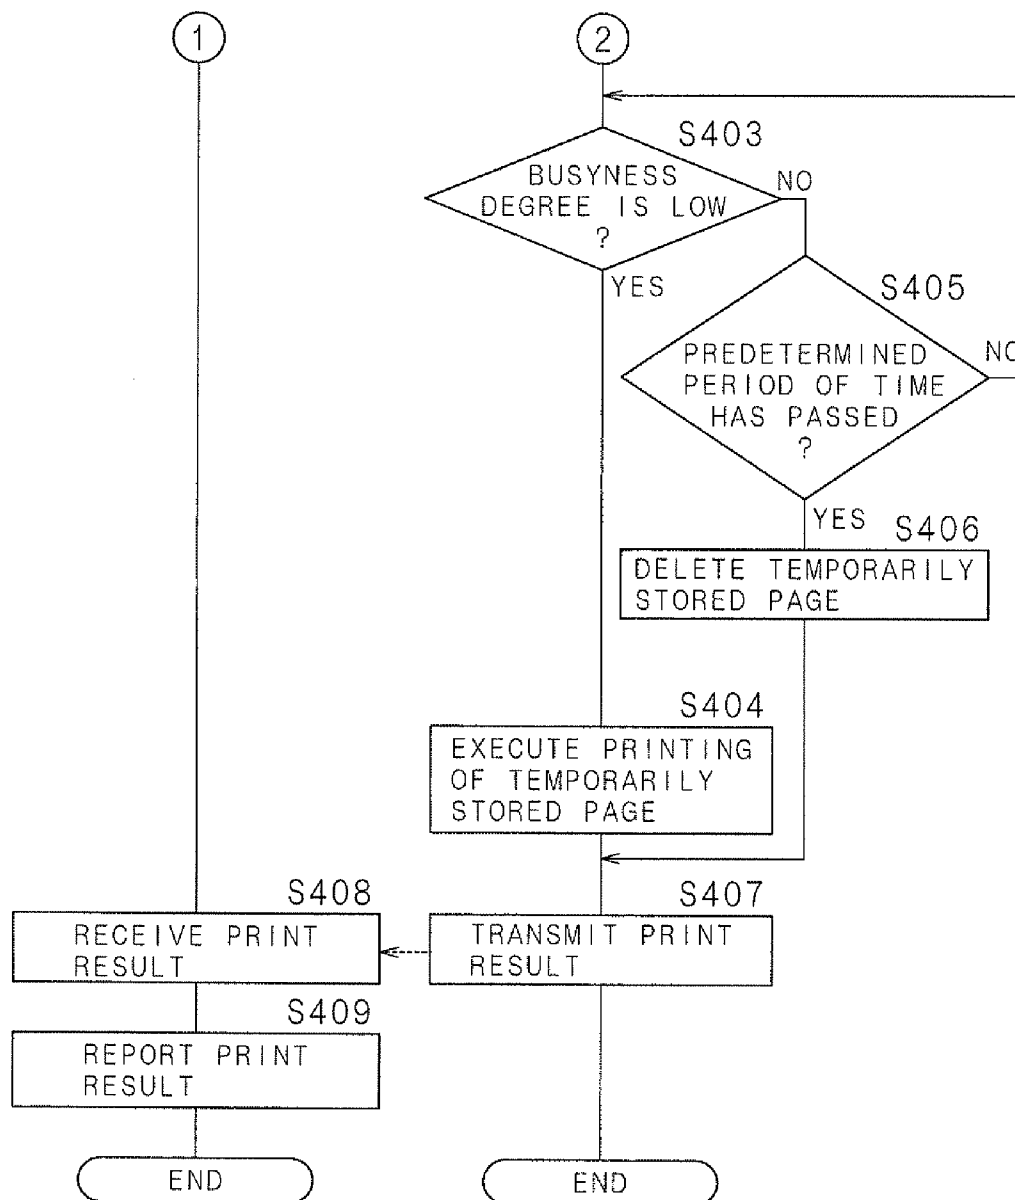 1
2
S403
BUSYNESS
DEGREE IS LOW
?
NO
YES
S405
PREDETERMINED
PERIOD OF TIME
HAS PASSED
?
NO
YES
S406
DELETE TEMPORARILY
STORED PAGE
S404
EXECUTE PRINTING
OF TEMPORARILY
STORED PAGE
S408
RECEIVE PRINT
RESULT
S407
TRANSMIT PRINT
RESULT
S409
REPORT PRINT
RESULT
END
END